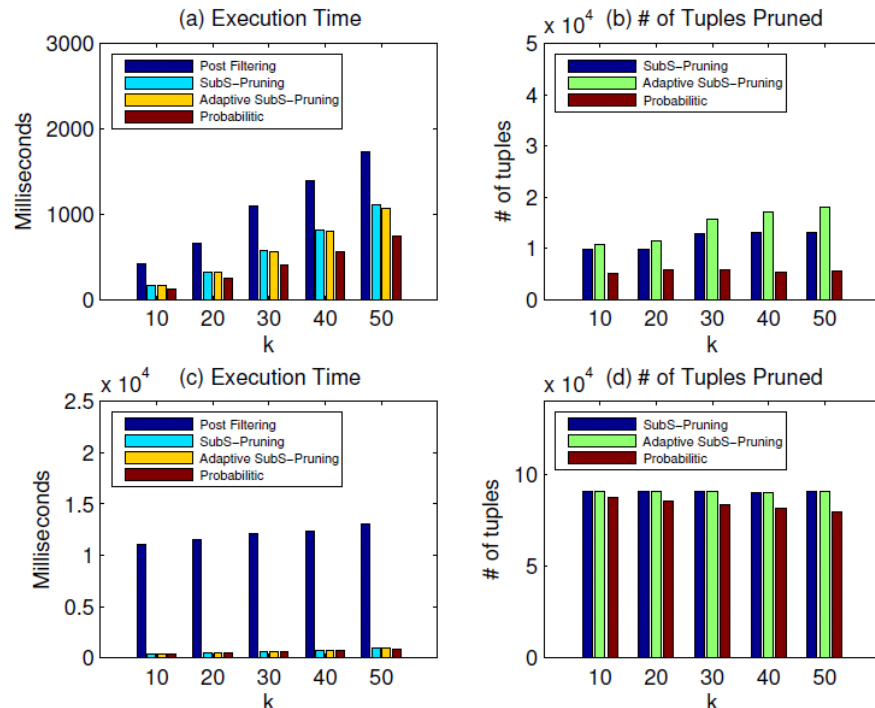 (a) Execution Time
3000
2000
1000
0
Milliseconds
Post Filtering
SubS-Pruning
Adaptive SubS-Pruning
Probabilitic
10 20 30 40 50
k
x 10^4 (b) # of Tuples Pruned
5
4
3
2
1
0
# of tuples
SubS-Pruning
Adaptive SubS-Pruning
Probabilitic
10 20 30 40 50
k
x 10^4 (c) Execution Time
2.5
2
1.5
1
0.5
0
Milliseconds
Post Filtering
SubS-Pruning
Adaptive SubS-Pruning
Probabilitic
10 20 30 40 50
k
x 10^4 (d) # of Tuples Pruned
10
5
0
# of tuples
SubS-Pruning
Adaptive SubS-Pruning
Probabilitic
10 20 30 40 50
k